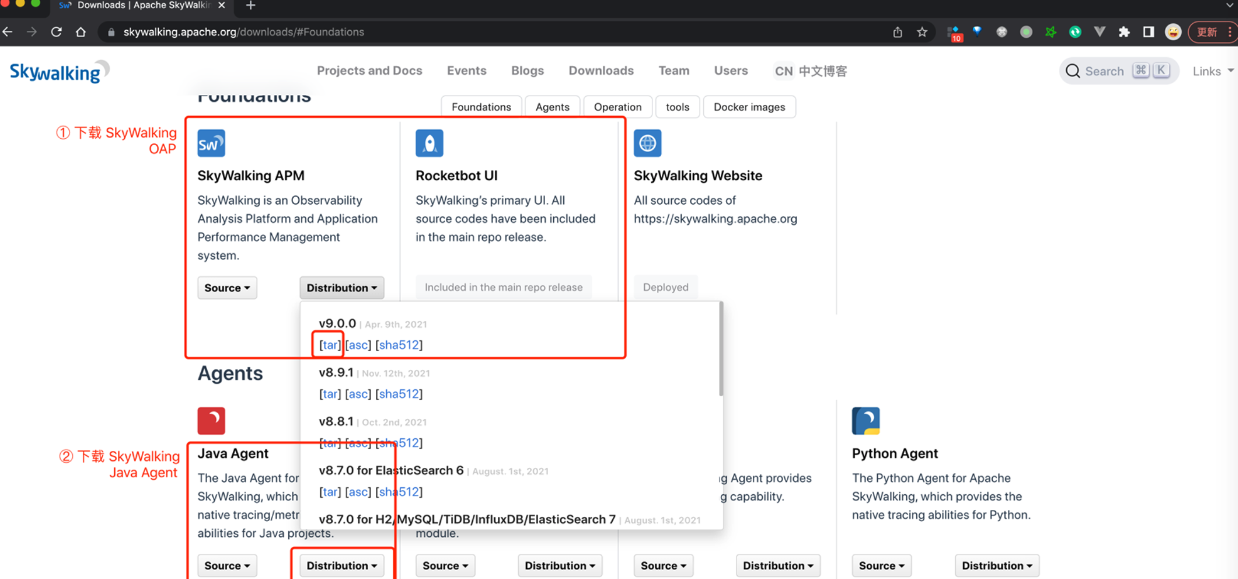 Downloads | Apache SkyWalkin
skywalking.apache.org/downloads/#Foundations
10
更新
Skywalking
Projects and Docs
Events
Blogs
Downloads
Team
Users
CN 中文博客
Search ⌘ K
Links
Foundations
Foundations
Agents
Operation
tools
Docker images
① 下载 SkyWalking
OAP
SW
SkyWalking APM
SkyWalking is an Observability
Analysis Platform and Application
Performance Management
system.
Source
Distribution
Rocketbot UI
SkyWalking's primary UI. All
source codes have been included
in the main repo release.
Included in the main repo release
SkyWalking Website
All source codes of
https://skywalking.apache.org
Deployed
v9.0.0 | Apr. 9th, 2021
[tar] [asc] [sha512]
v8.9.1 | Nov. 12th, 2021
[tar] [asc] [sha512]
v8.8.1 | Oct. 2nd, 2021
[tar] [asc] [sha512]
v8.7.0 for ElasticSearch 6 | August. 1st, 2021
[tar] [asc] [sha512]
v8.7.0 for H2/MySQL/TiDB/InfluxDB/ElasticSearch 7 | August. 1st, 2021
Agents
② 下载 SkyWalking
Java Agent
Java Agent
The Java Agent for
SkyWalking, which
native tracing/metr
abilities for Java projects.
Source
Distribution
module.
Source
Distribution
g Agent provides
g capability.
Source
Distribution
Python Agent
The Python Agent for Apache
SkyWalking, which provides the
native tracing abilities for Python.
Source
Distribution